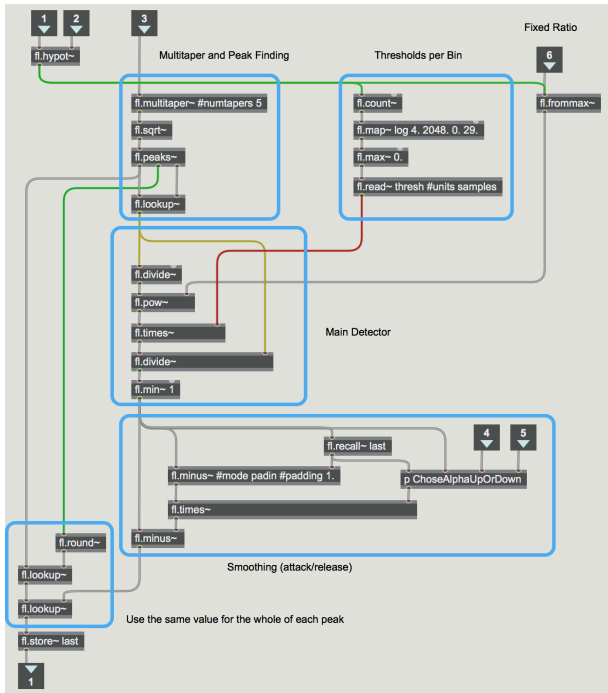 1
2
3
Fixed Ratio
fl.hypot~
Multitaper and Peak Finding
Thresholds per Bin
6
fl.multitaper~ #numtapers 5
fl.count~
fl.frommax~
fl.sqrt~
fl.map~ log 4. 2048. 0. 29.
fl.peaks~
fl.max~ 0.
fl.read~ thresh #units samples
fl.lookup~
fl.divide~
fl.pow~
fl.times~
Main Detector
fl.divide~
fl.min~ 1
4
5
fl.recall~ last
fl.minus~ #mode padin #padding 1.
p ChoseAlphaUpOrDown
fl.times~
fl.round~
fl.minus~
Smoothing (attack/release)
fl.lookup~
fl.lookup~
Use the same value for the whole of each peak
fl.store~ last
1